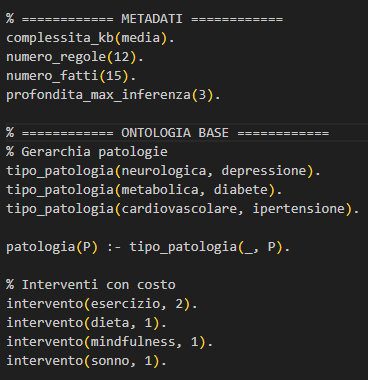 % ============ METADATI ============
complessita_kb(media).
numero_regole(12).
numero_fatti(15).
profondita_max_inferenza(3).
% ============ ONTOLOGIA BASE ============
% Gerarchia patologie
tipo_patologia(neurologica, depressione).
tipo_patologia(metabolica, diabete).
tipo_patologia(cardiovascolare, ipertensione).
patologia(P) :- tipo_patologia(_, P).
% Interventi con costo
intervento(esercizio, 2).
intervento(dieta, 1).
intervento(mindfulness, 1).
intervento(sonno, 1).